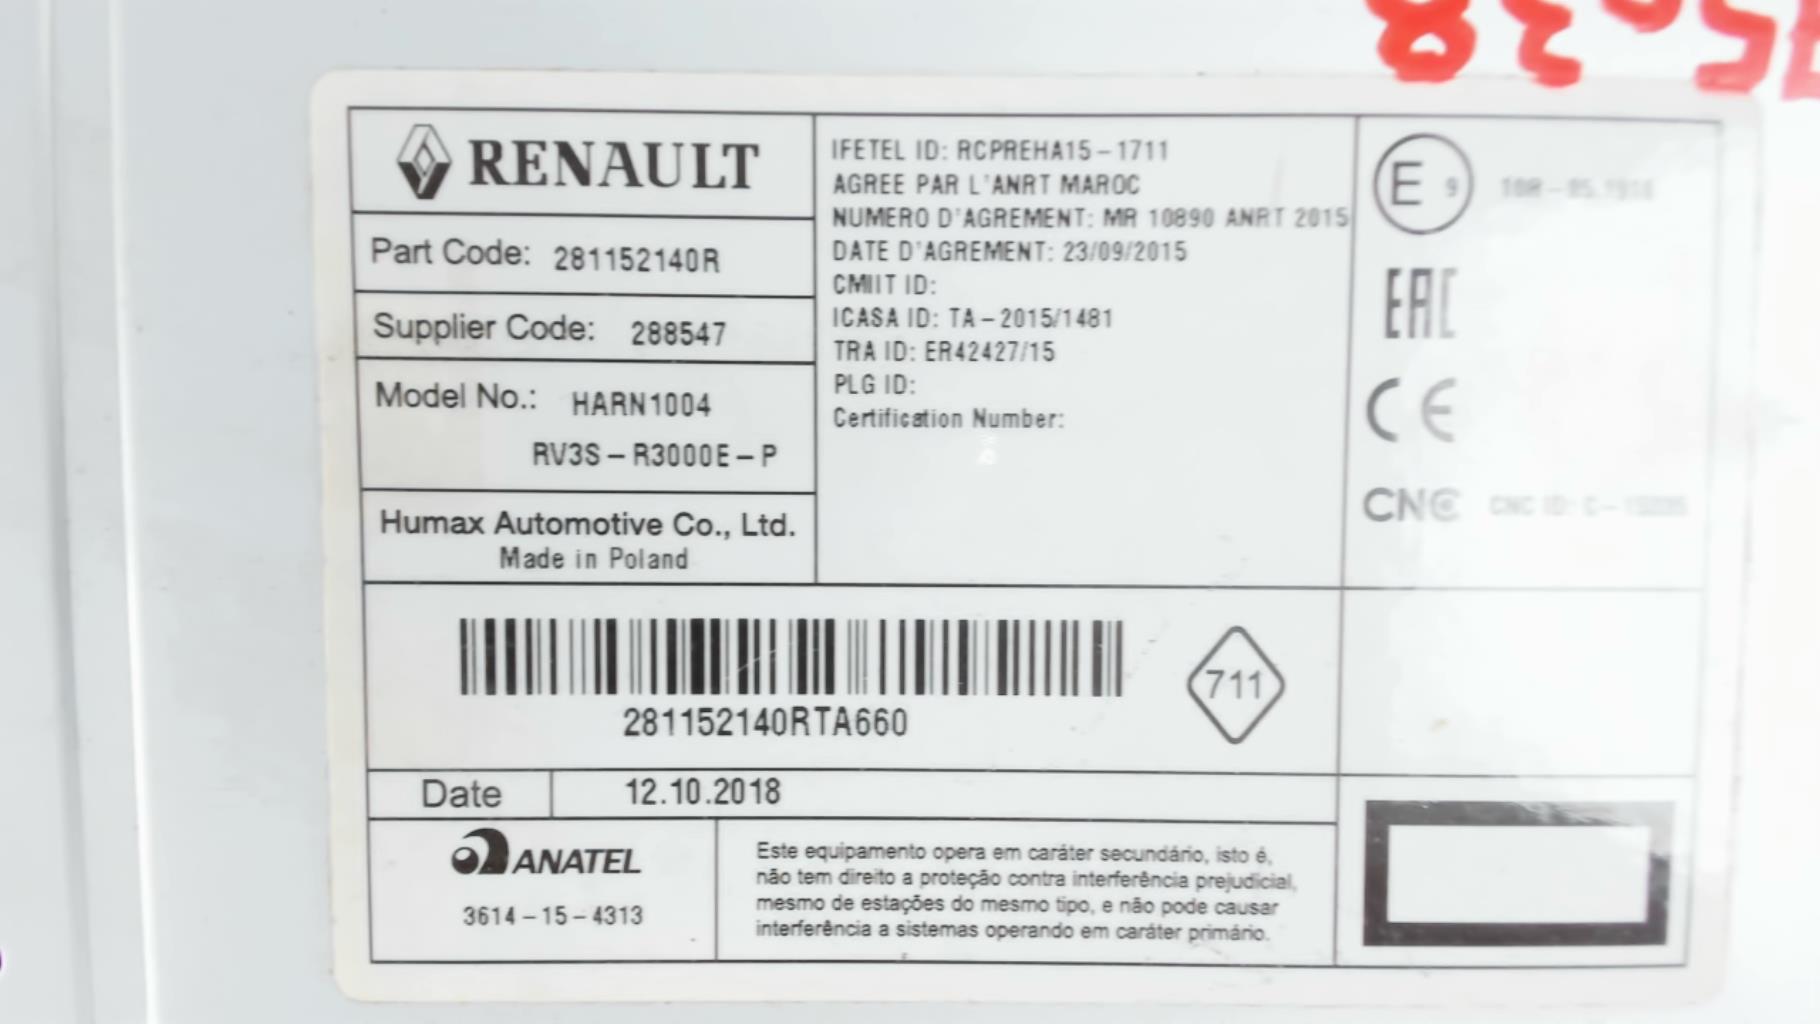 RENAULT
Part Code: 281152140R
Supplier Code: 288547
Model No.: HARN1004
RV3S-R3000E-P
Humax Automotive Co., Ltd.
Made in Poland
IFETEL ID: RCPREHA15-1711
AGREE PAR L'ANRT MAROC
NUMERO D'AGREMENT: MR 10890 ANRT 2015
DATE D'AGREMENT: 23/09/2015
CMIIT ID:
ICASA ID: TA-2015/1481
TRA ID: ER42427/15
PLG ID:
Certification Number:
E 9
EAC
CE
CNC CNC ID: C-
281152140RTA660
711
Date 12.10.2018
ANATEL
3614-15-4313
Este equipamento opera em caráter secundário, isto é,
não tem direito a proteção contra interferência prejudicial,
mesmo de estações do mesmo tipo, e não pode causar
interferência a sistemas operando em caráter primário.